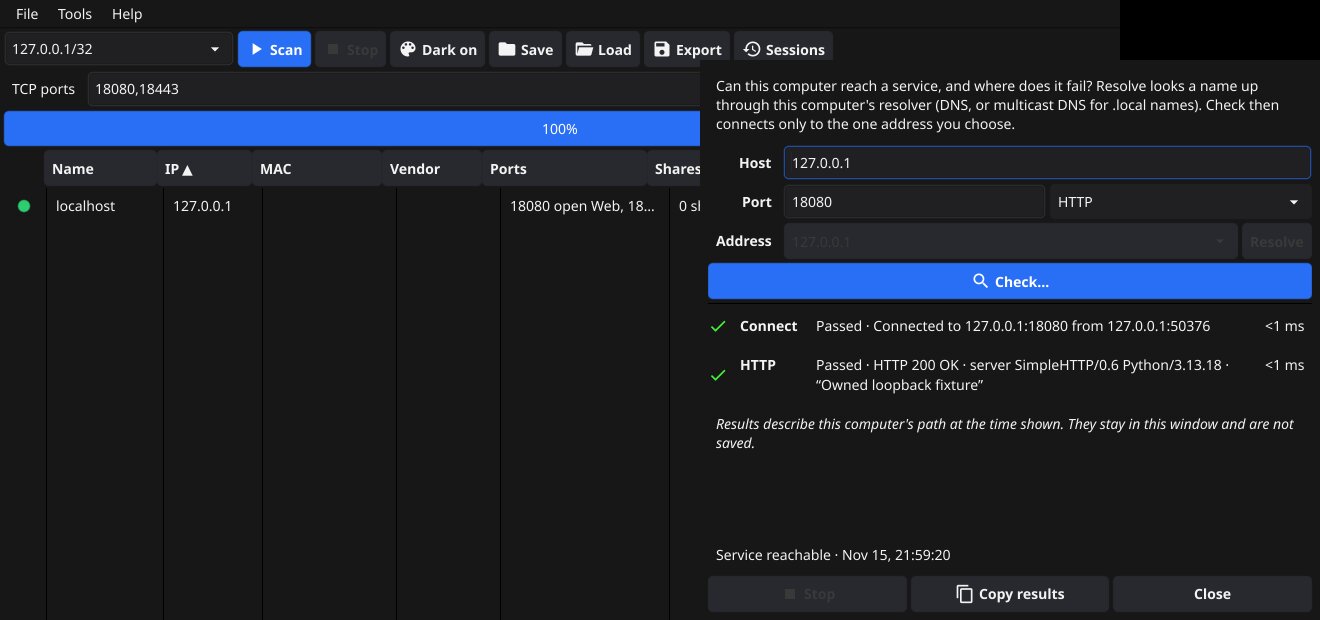 File Tools Help
127.0.0.1/32 Scan Stop Dark on Save Load Export Sessions
TCP ports 18080,18443
100%
Name IP▲ MAC Vendor Ports Shares
localhost 127.0.0.1 18080 open Web, 18... 0 sl
Can this computer reach a service, and where does it fail? Resolve looks a name up
through this computer's resolver (DNS, or multicast DNS for .local names). Check then
connects only to the one address you choose.
Host 127.0.0.1
Port 18080 HTTP
Address 127.0.0.1 Resolve
Check...
Connect Passed · Connected to 127.0.0.1:18080 from 127.0.0.1:50376 <1 ms
HTTP Passed · HTTP 200 OK · server SimpleHTTP/0.6 Python/3.13.18 · <1 ms
“Owned loopback fixture”
Results describe this computer's path at the time shown. They stay in this window and are not
saved.
Service reachable · Nov 15, 21:59:20
Stop Copy results Close